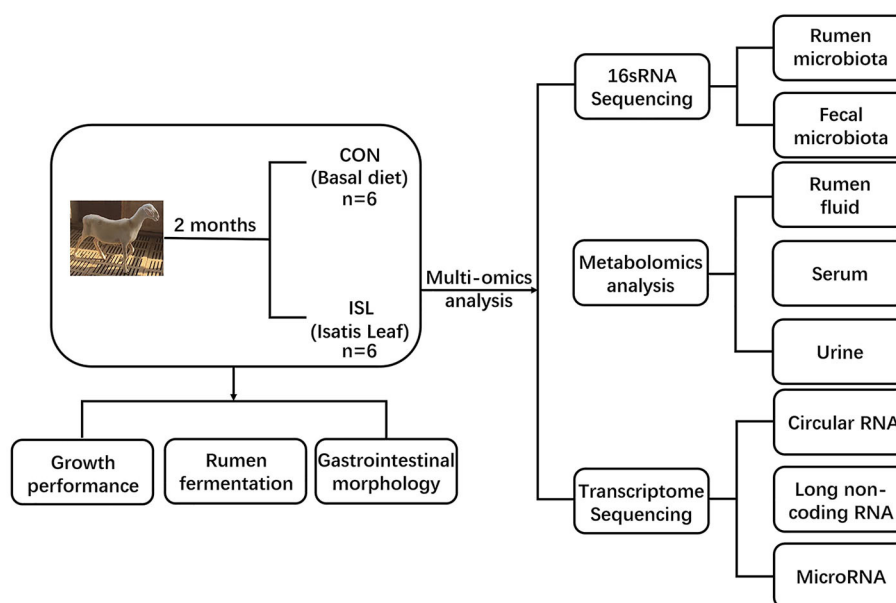 CON
(Basal diet)
n=6
2 months
ISL
(Isatis Leaf)
n=6
Growth
performance
Rumen
fermentation
Gastrointestinal
morphology
Multi-omics
analysis
16sRNA
Sequencing
Rumen
microbiota
Fecal
microbiota
Metabolomics
analysis
Rumen
fluid
Serum
Urine
Transcriptome
Sequencing
Circular RNA
Long non-
coding RNA
MicroRNA